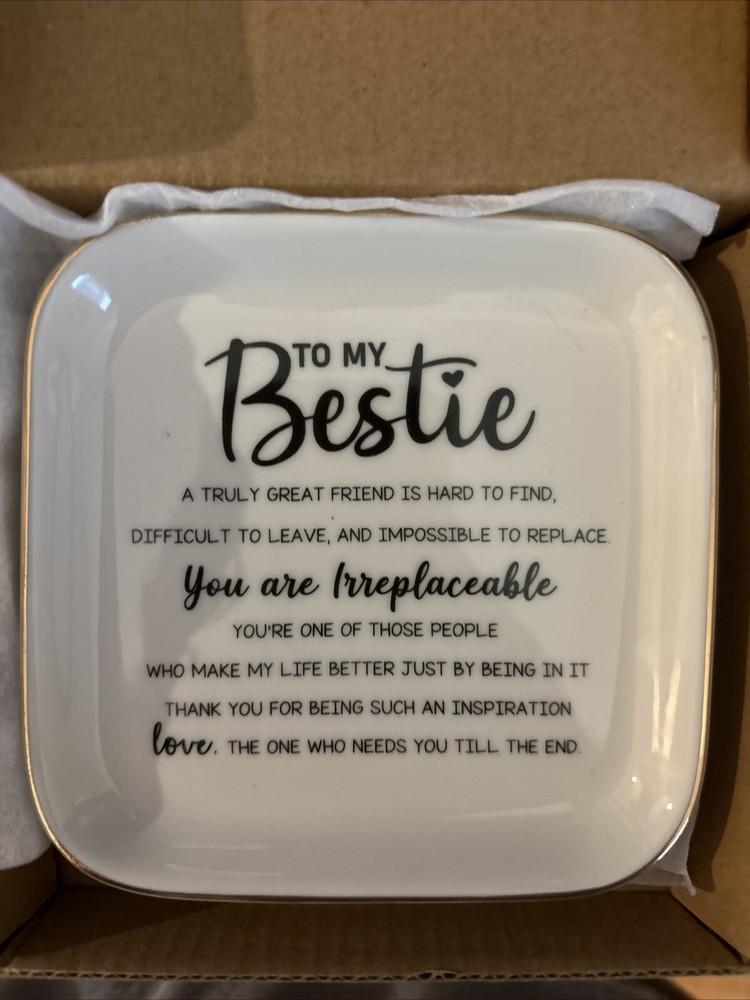 TO MY
Bestie
A TRULY GREAT FRIEND IS HARD TO FIND,
DIFFICULT TO LEAVE, AND IMPOSSIBLE TO REPLACE.
You are Irreplaceable
YOU'RE ONE OF THOSE PEOPLE
WHO MAKE MY LIFE BETTER JUST BY BEING IN IT
THANK YOU FOR BEING SUCH AN INSPIRATION
love. THE ONE WHO NEEDS YOU TILL THE END.